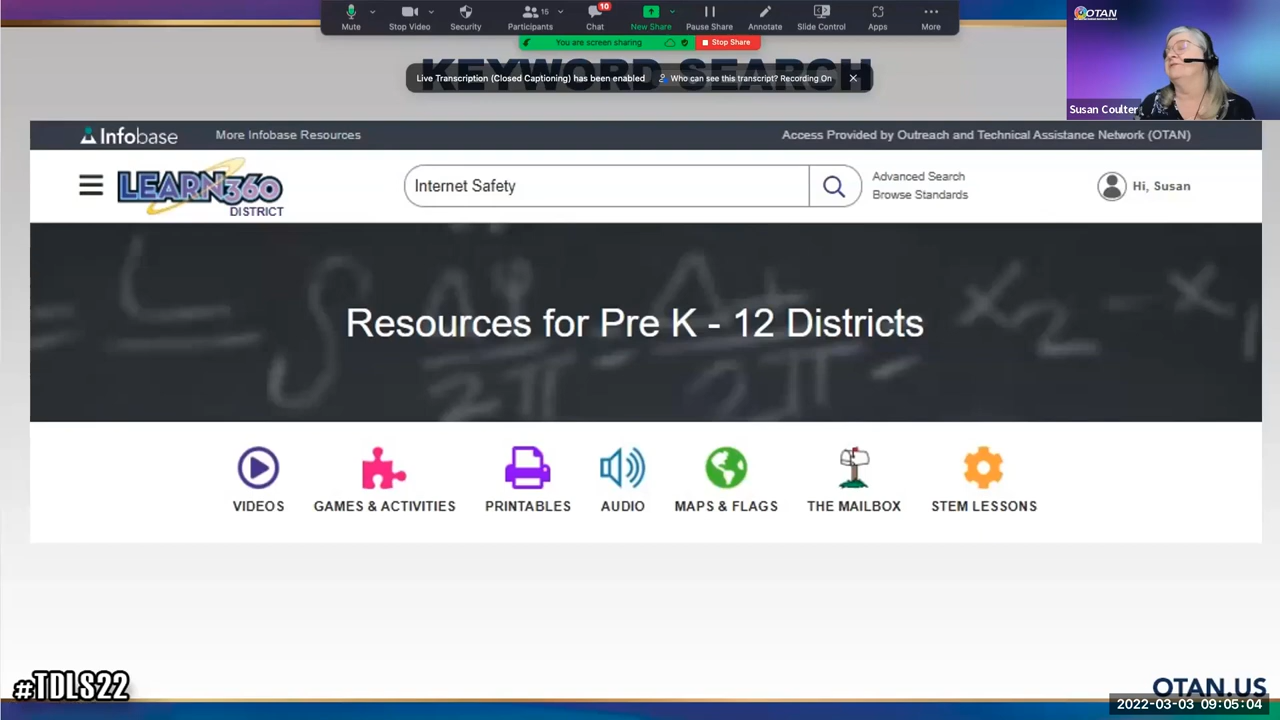 15
10
Mute
Stop Video
Security
Participants
Chat
New Share
Pause Share
Annotate
Slide Control
Apps
More
You are screen sharing
Stop Share
OTAN
KEYWORD SEARCH
Live Transcription (Closed Captioning) has been enabled
Who can see this transcript? Recording On
Susan Coulter
Infobase
More Infobase Resources
Access Provided by Outreach and Technical Assistance Network (OTAN)
LEARN360
DISTRICT
Internet Safety
Advanced Search
Browse Standards
Hi, Susan
Resources for Pre K - 12 Districts
VIDEOS
GAMES & ACTIVITIES
PRINTABLES
AUDIO
MAPS & FLAGS
THE MAILBOX
STEM LESSONS
#TDLS22
OTAN.US
2022-03-03 09:05:04